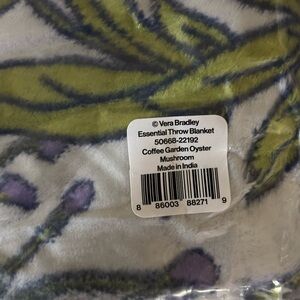 © Vera Bradley
Essential Throw Blanket
50668-22192
Coffee Garden Oyster
Mushroom
Made in India
8 86003 88271 9